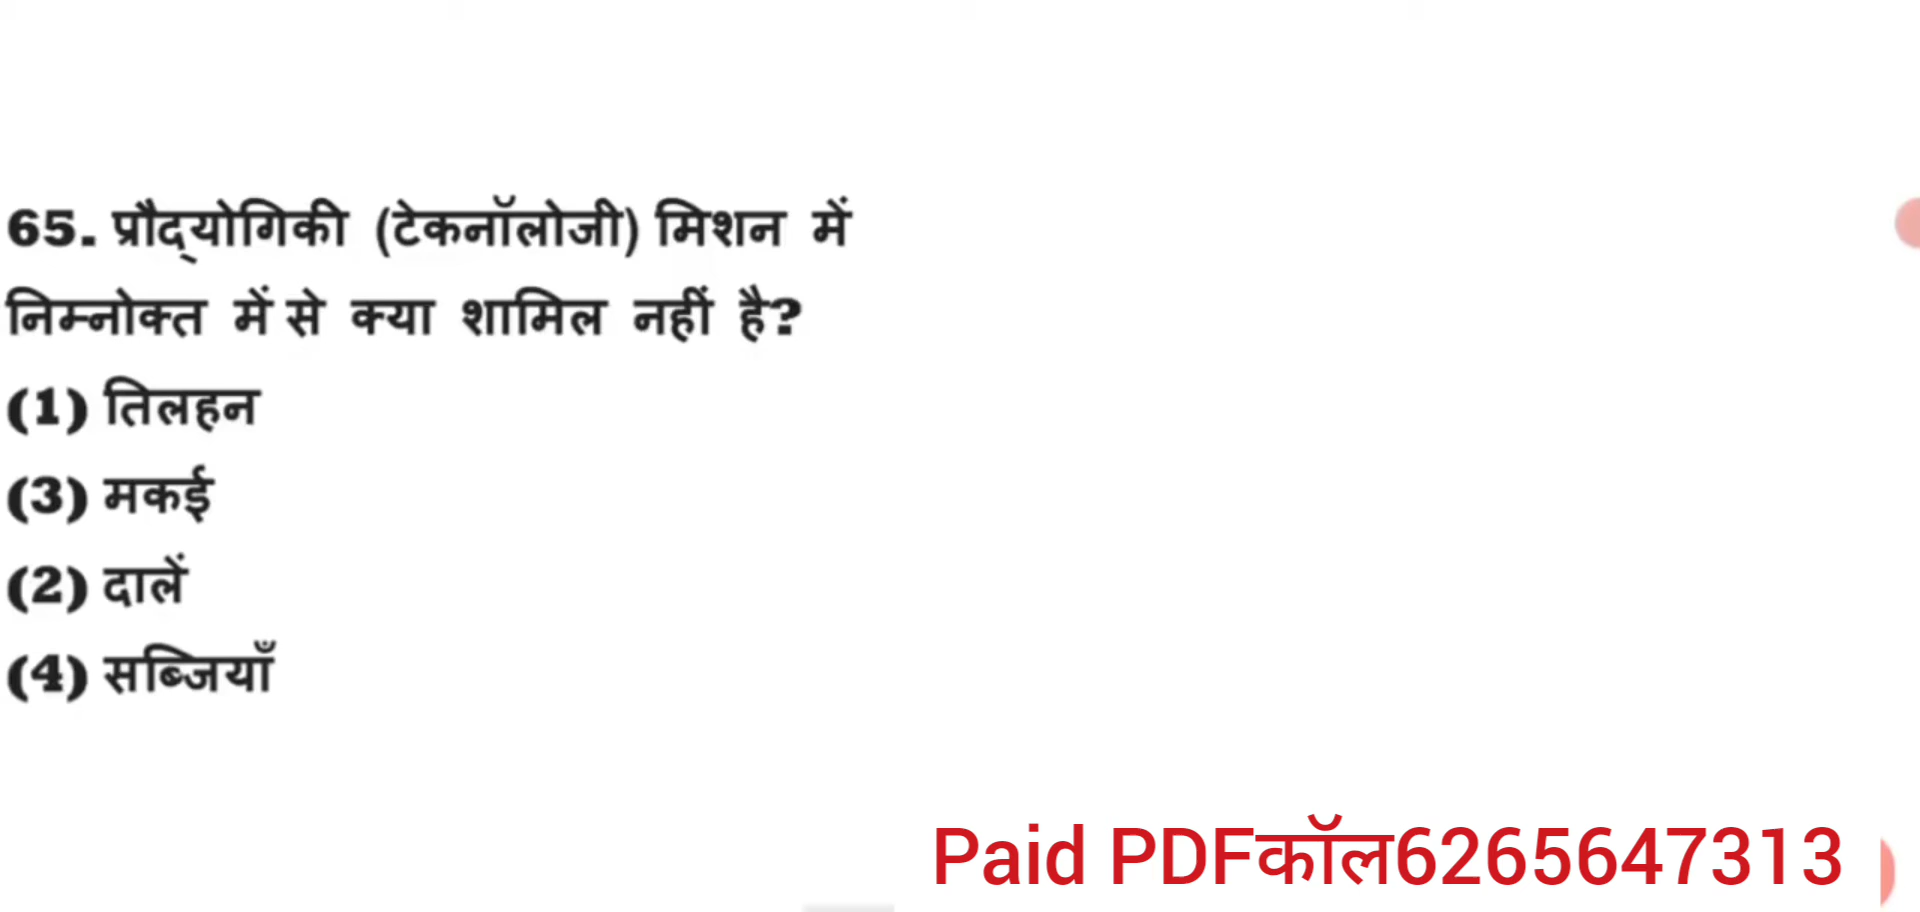 65. प्रौद्योगिकी (टेकनॉलोजी) मिशन में
निम्नोक्त में से क्या शामिल नहीं है?
(1) तिलहन
(3) मकई
(2) दालें
(4) सब्जियाँ
Paid PDFकॉल6265647313